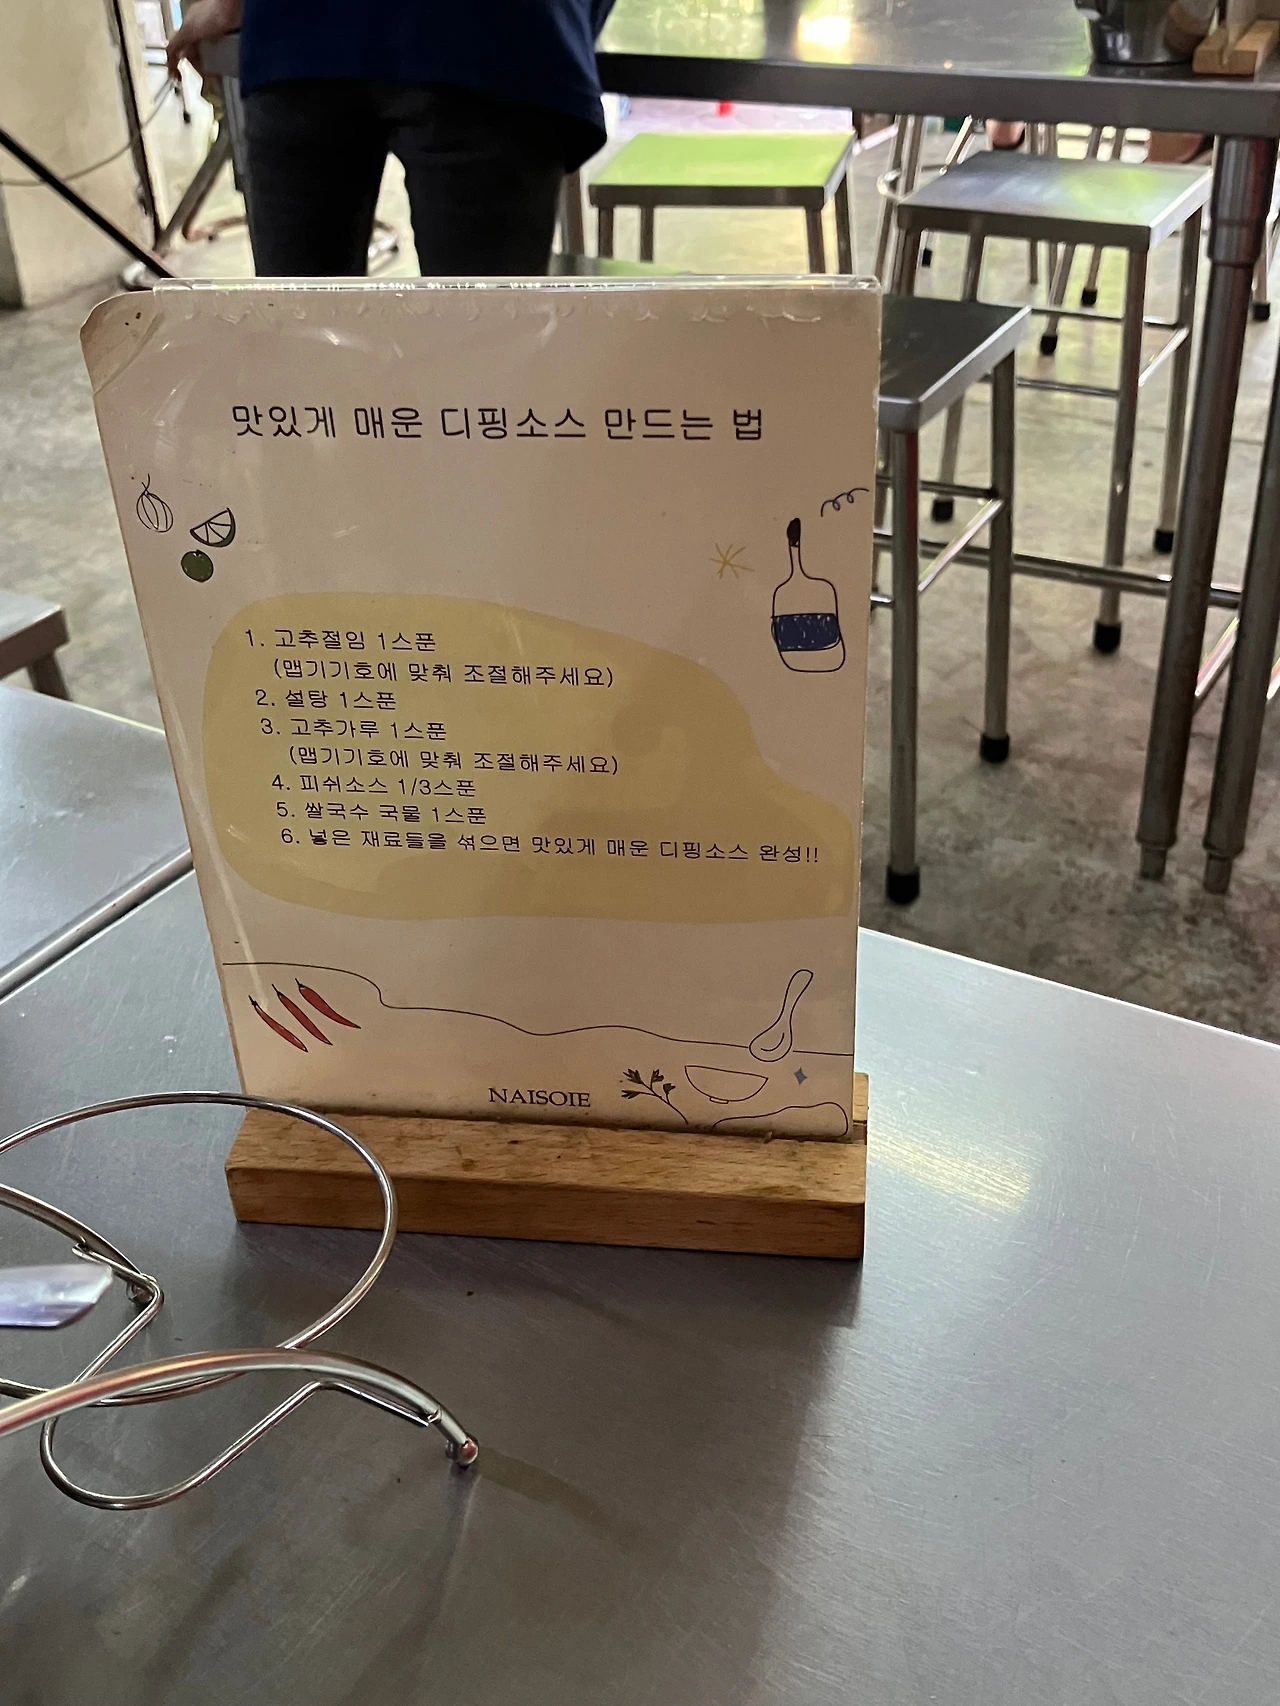 맛있게 매운 디핑소스 만드는 법
1. 고추절임 1스푼
(맵기기호에 맞춰 조절해주세요)
2. 설탕 1스푼
3. 고추가루 1스푼
(맵기기호에 맞춰 조절해주세요)
4. 피쉬소스 1/3스푼
5. 쌀국수 국물 1스푼
6. 넣은 재료들을 섞으면 맛있게 매운 디핑소스 완성!!
NAISOIE